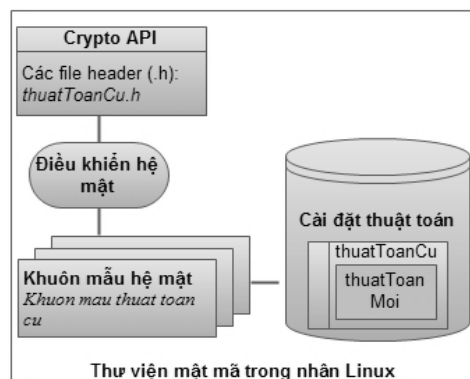 Crypto API
Các file header (.h):
thuatToanCu.h
Điều khiển hệ
mật
Khuôn mẫu hệ mật
Khuon mau thuat toan
cu
Cài đặt thuật toán
thuatToanCu
thuatToan
Moi
Thư viện mật mã trong nhân Linux